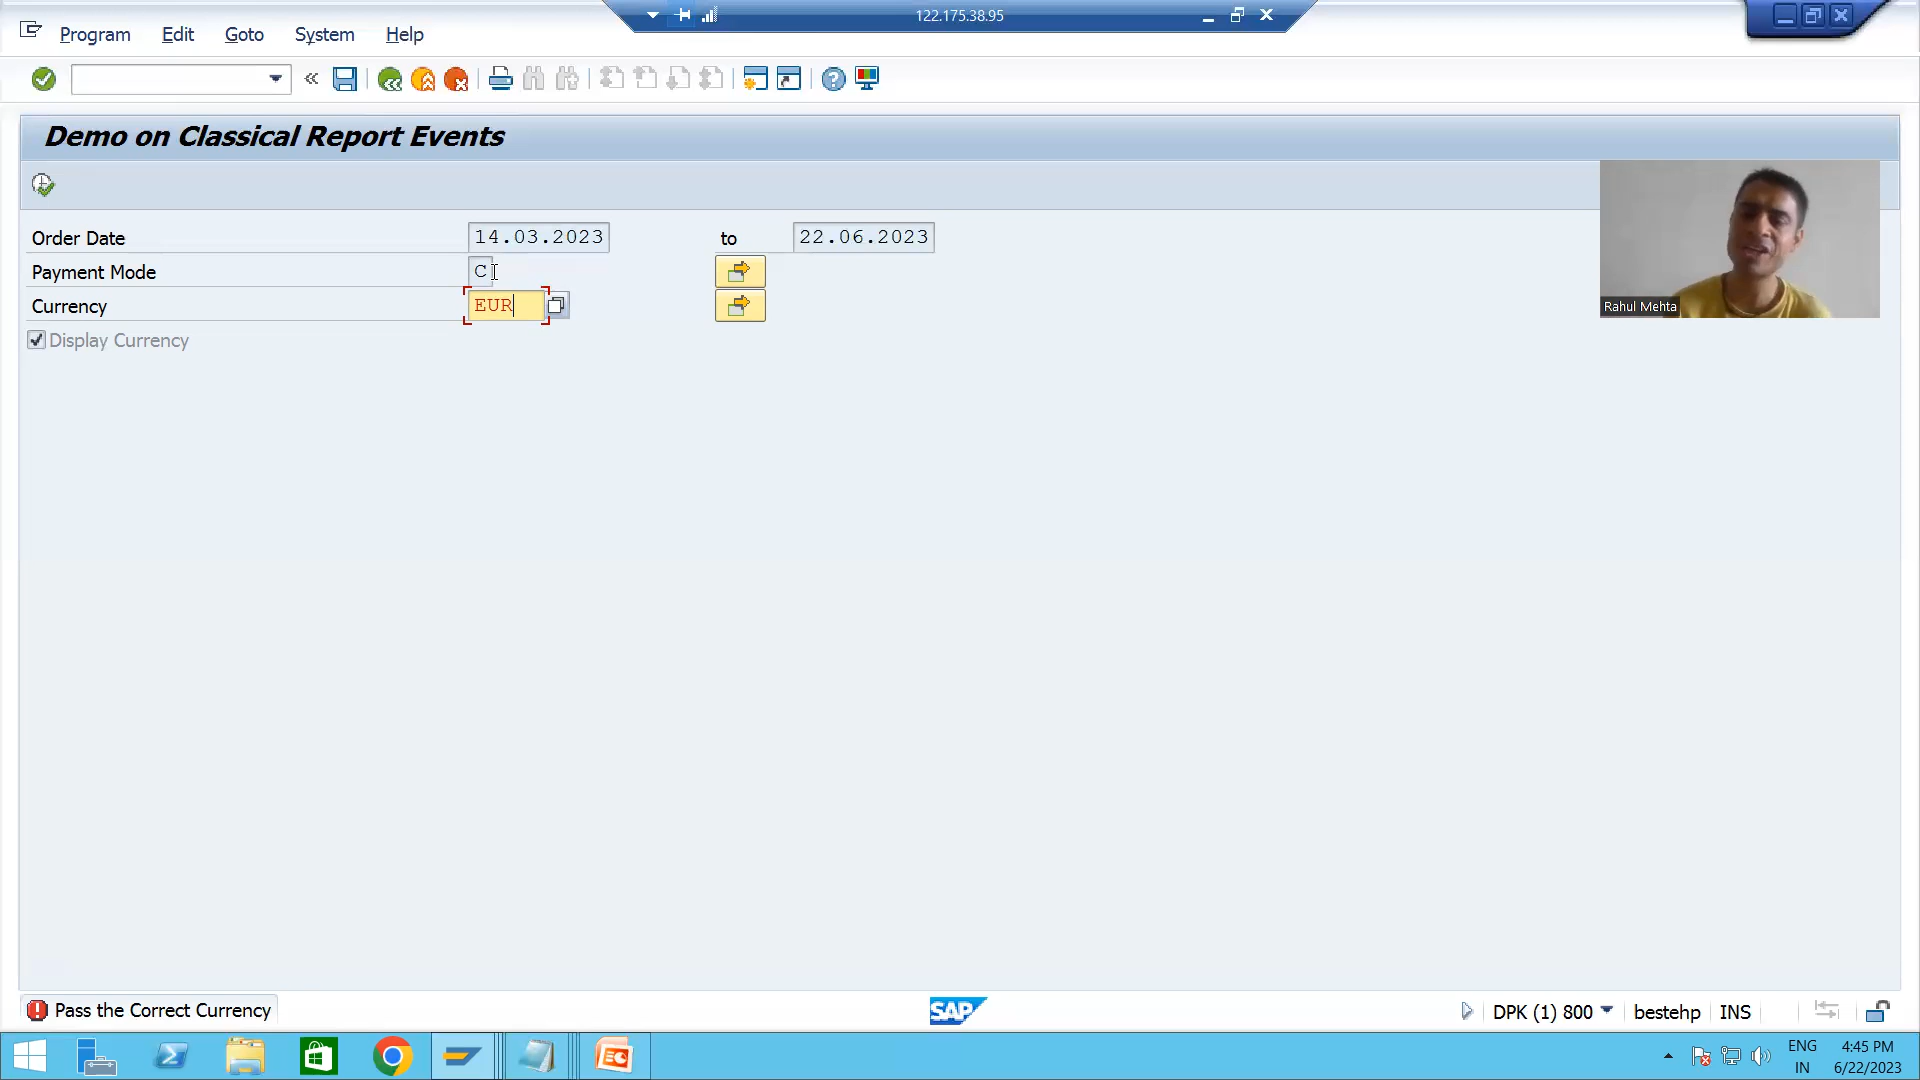 122.175.38.95
Program Edit Goto System Help
Demo on Classical Report Events
Order Date 14.03.2023 to 22.06.2023
Payment Mode C
Currency EUR
Display Currency
Rahul Mehta
Pass the Correct Currency
SAP
DPK (1) 800 bestehp INS
ENG 4:45 PM
IN 6/22/2023